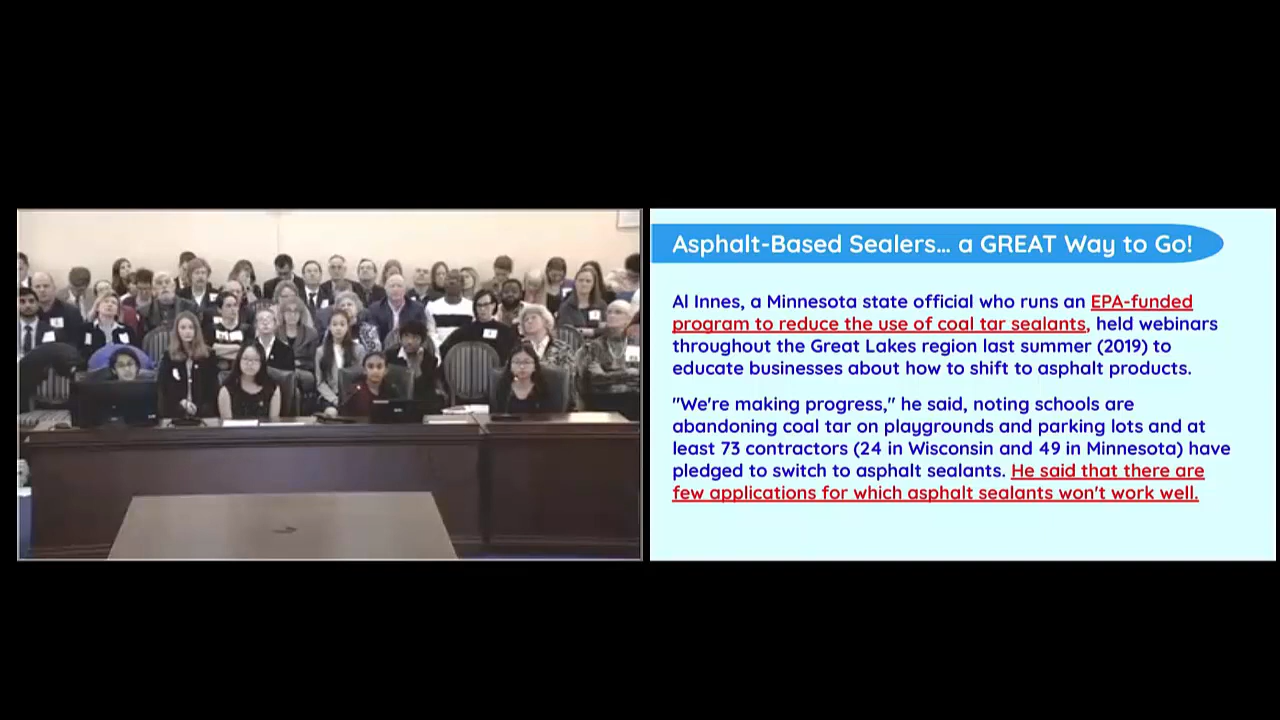 Asphalt-Based Sealers... a GREAT Way to Go!
Al Innes, a Minnesota state official who runs an EPA-funded
program to reduce the use of coal tar sealants, held webinars
throughout the Great Lakes region last summer (2019) to
educate businesses about how to shift to asphalt products.
"We're making progress," he said, noting schools are
abandoning coal tar on playgrounds and parking lots and at
least 73 contractors (24 in Wisconsin and 49 in Minnesota) have
pledged to switch to asphalt sealants. He said that there are
few applications for which asphalt sealants won't work well.